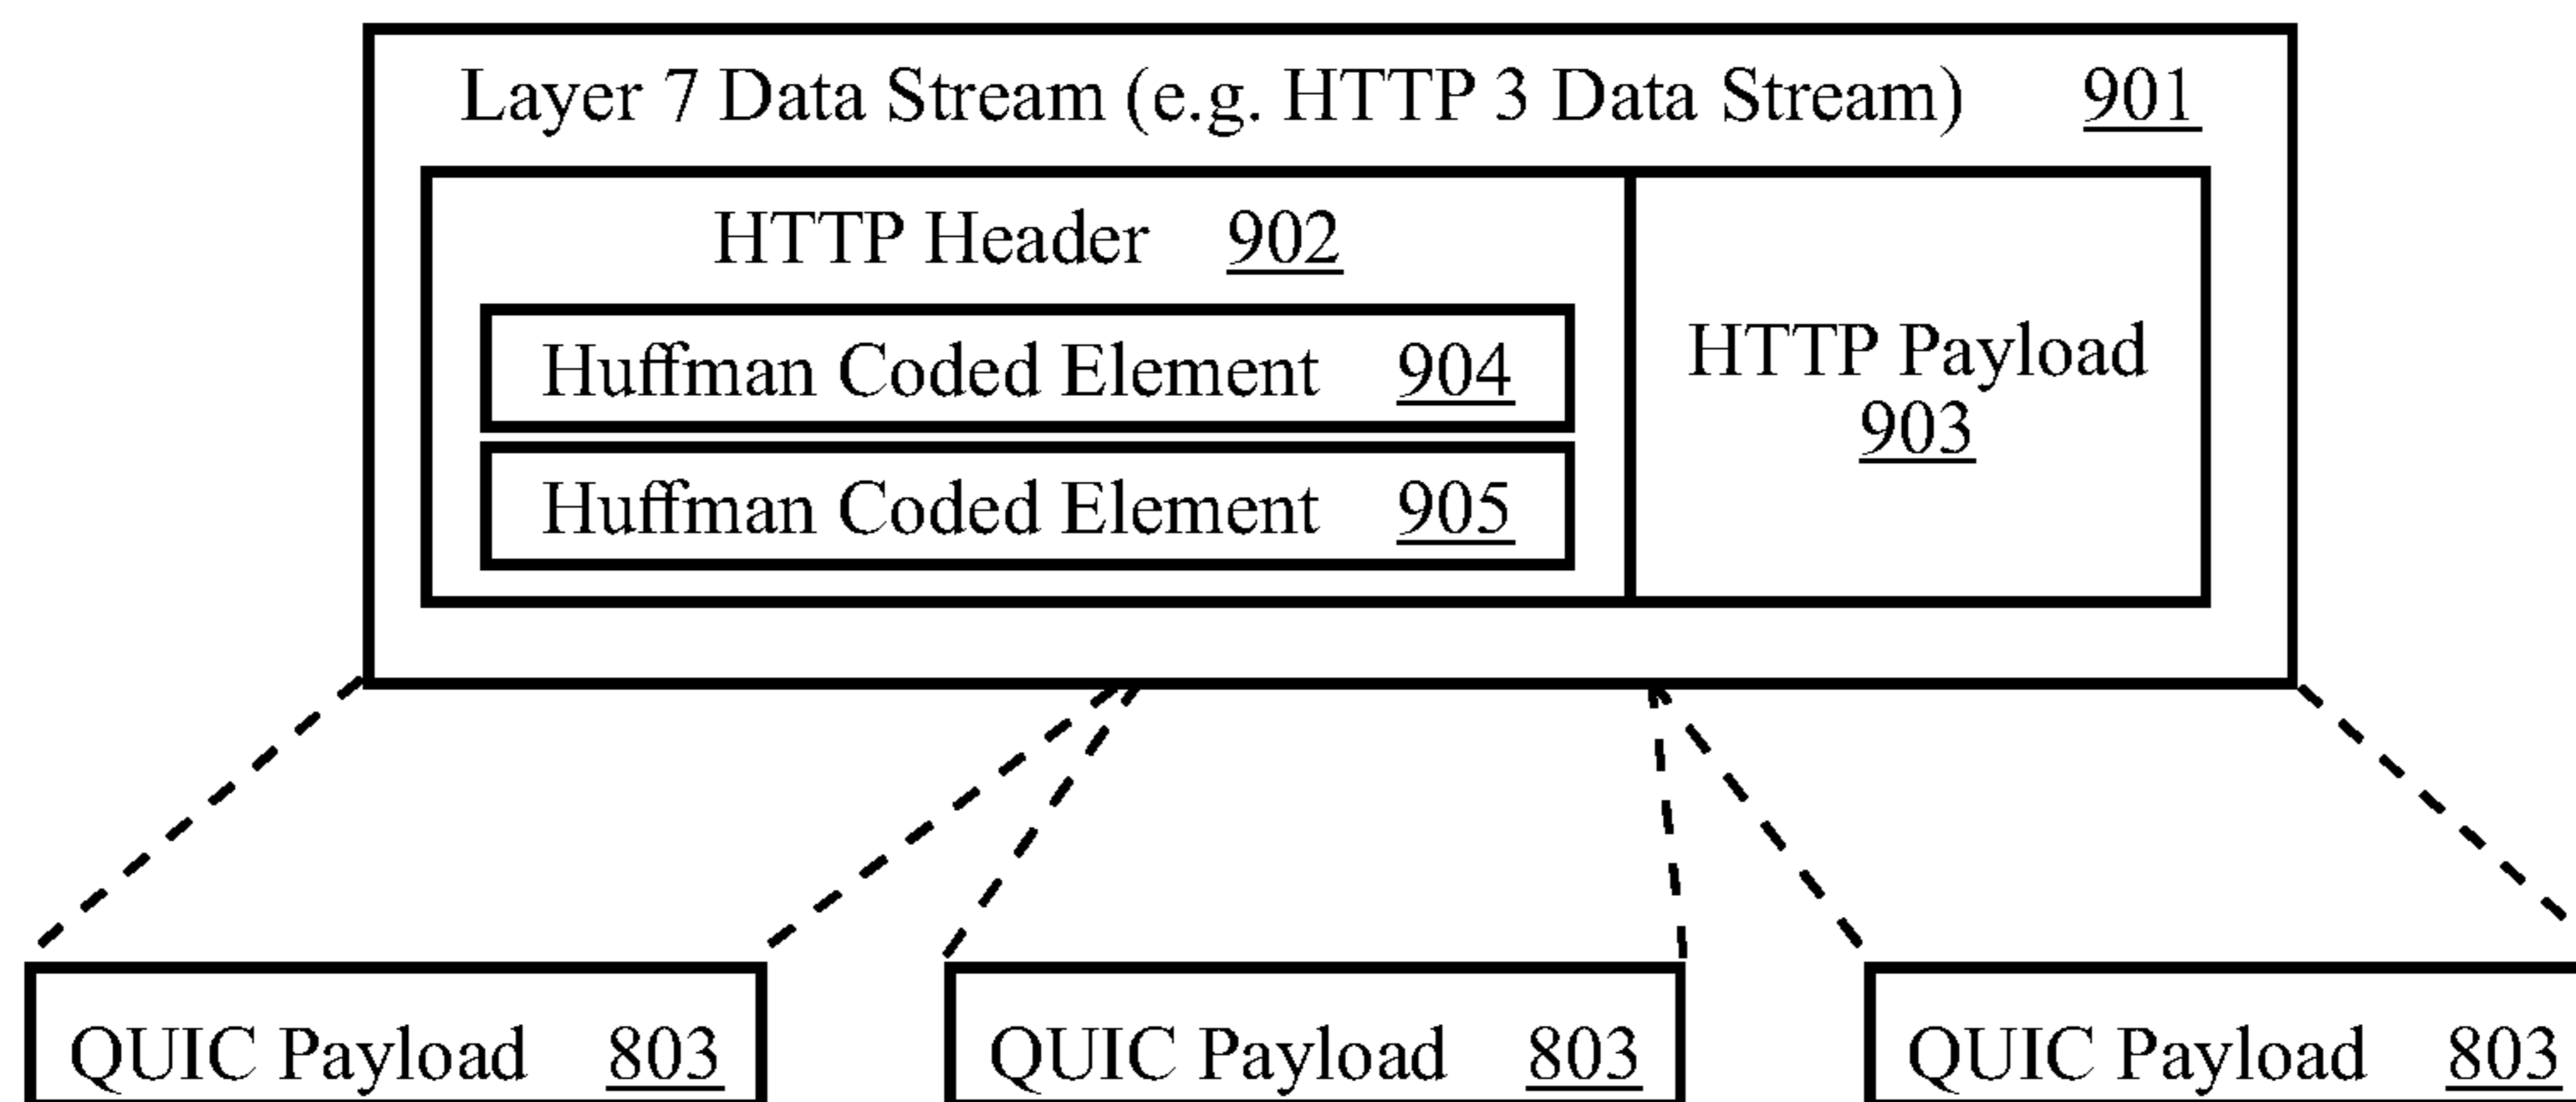 Layer 7 Data Stream (e.g. HTTP 3 Data Stream) 901
HTTP Header 902
Huffman Coded Element 904
Huffman Coded Element 905
HTTP Payload
903
QUIC Payload 803
QUIC Payload 803
QUIC Payload 803